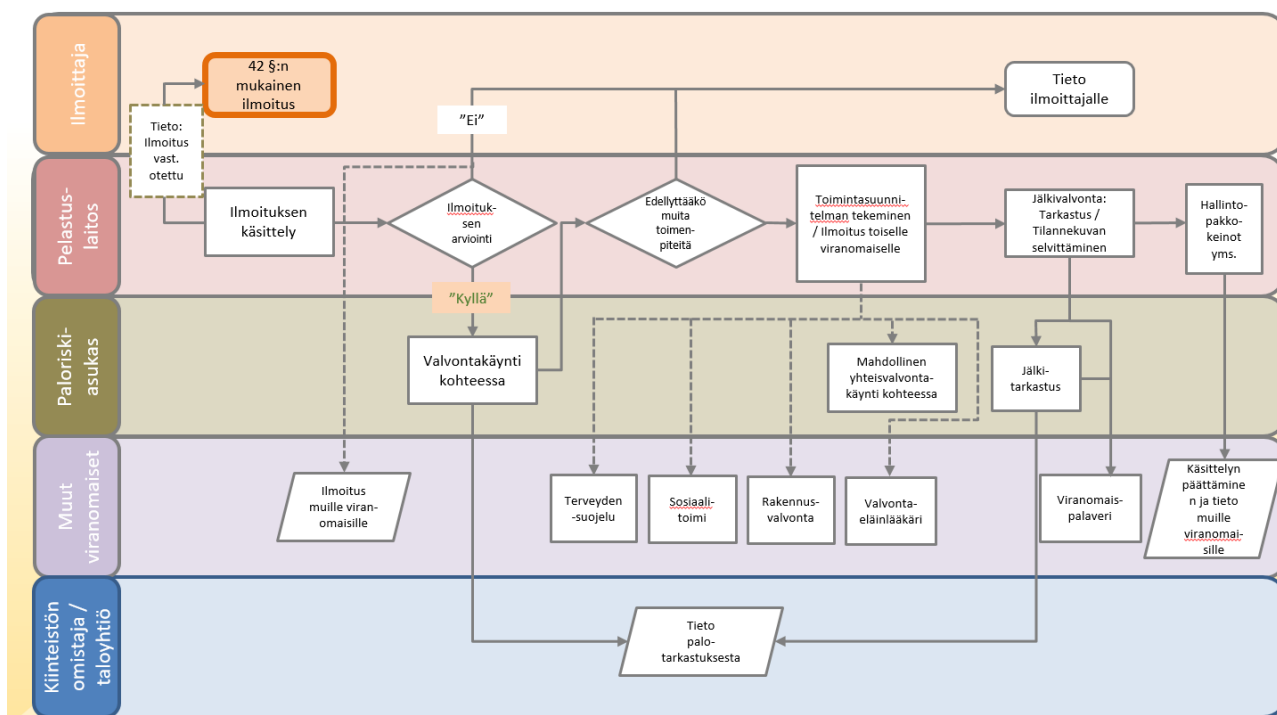 Ilmoittaja
42 §:n
mukainen
ilmoitus
Tieto:
Ilmoitus
vast.
otettu
”Ei”
Tieto
ilmoittajalle
Pelastus-
laitos
Ilmoituksen
käsittely
Ilmoituk-
sen
arviointi
”Kyllä”
Edellyttääkö
muita
toimen-
piteitä
Toimintasuunni-
telman tekeminen
/ Ilmoitus toiselle
viranomaiselle
Jälkivalvonta:
Tarkastus /
Tilannekuvan
selvittäminen
Hallinto-
pakko-
keinot
yms.
Paloriski-
asukas
Valvontakäynti
kohteessa
Mahdollinen
yhteisvalvonta-
käynti kohteessa
Jälki-
tarkastus
Muut
viranomaiset
Ilmoitus
muille viran-
omaisille
Terveyden
-suojelu
Sosiaali-
toimi
Rakennus-
valvonta
Valvonta-
eläinlääkäri
Viranomais-
palaveri
Käsittelyn
päättämine
n ja tieto
muille
viranomai-
sille
Kiinteistön
omistaja /
taloyhtiö
Tieto
palo-
tarkastuksesta